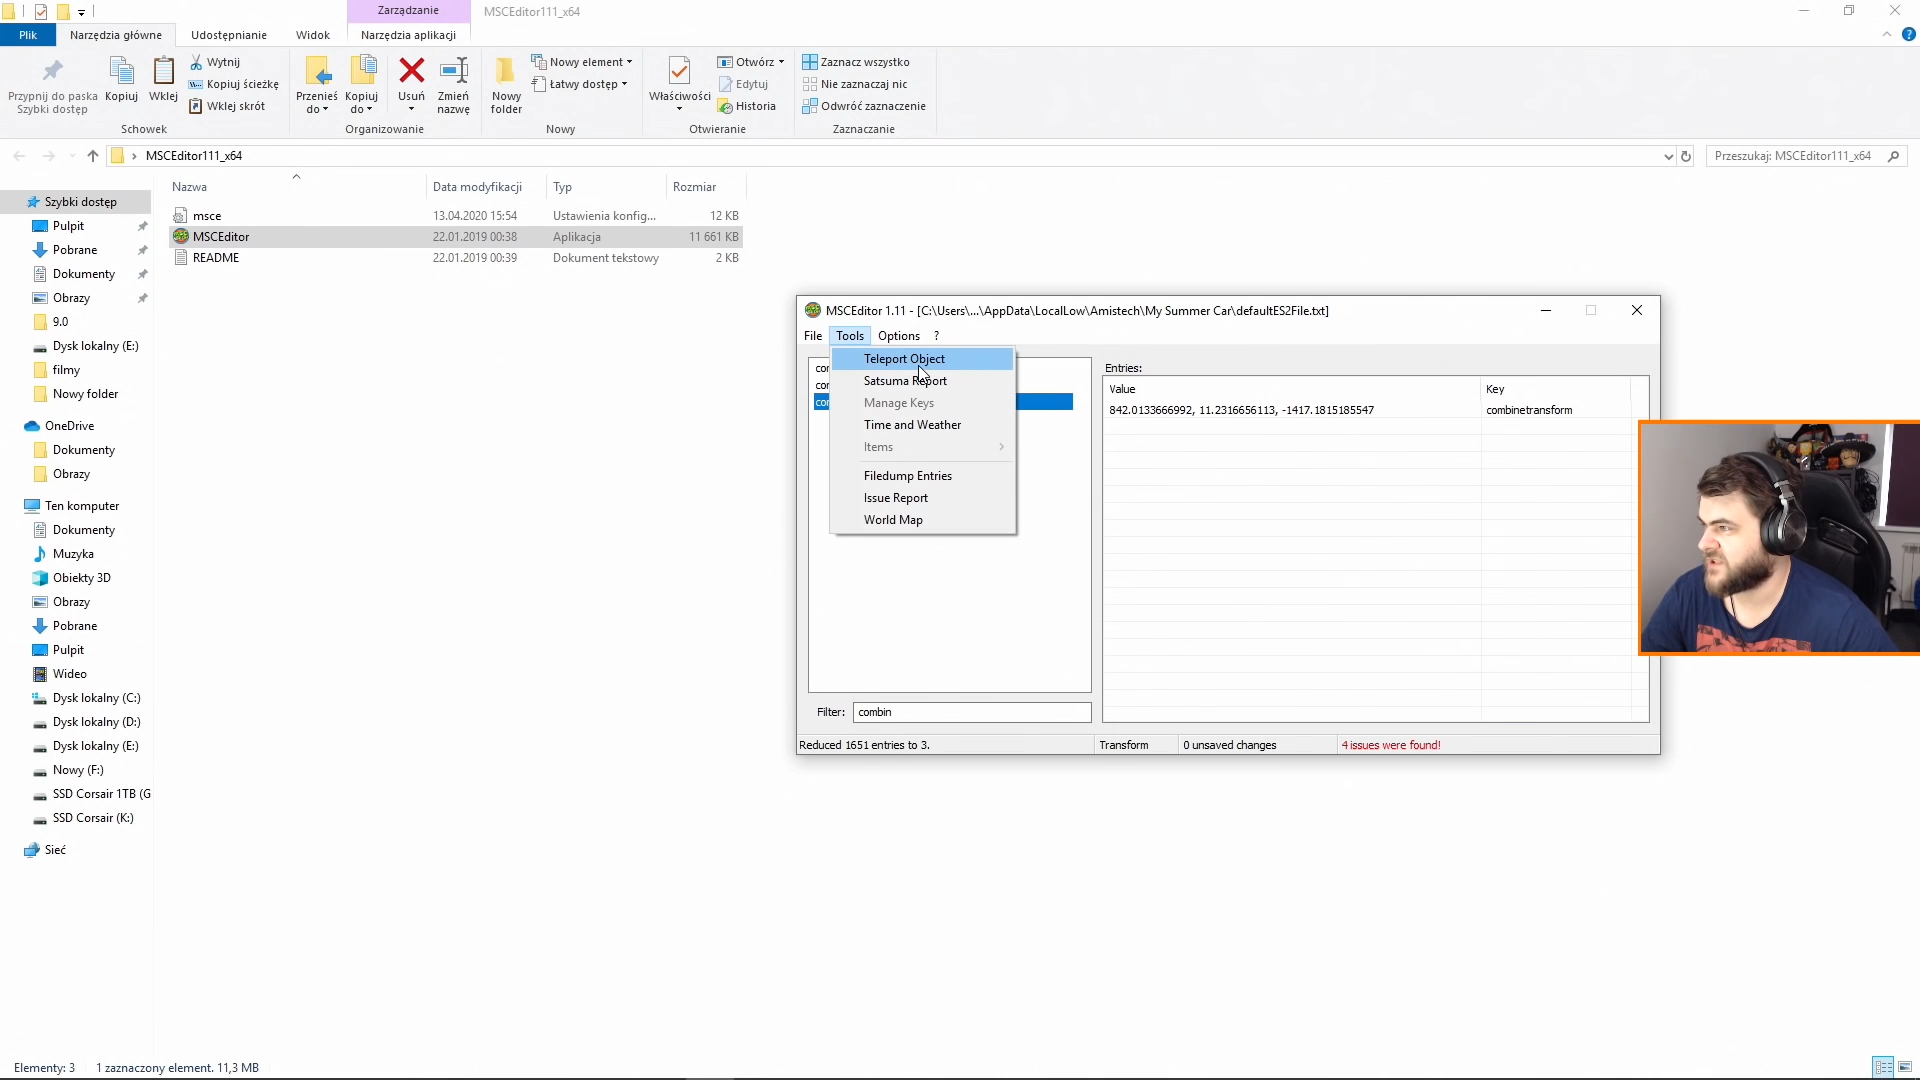 Zarządzanie
MSCEditor111_x64
Plik
Narzędzia główne
Udostępnianie
Widok
Narzędzia aplikacji
Przypnij do paska
Szybki dostęp
Kopiuj
Wklej
Wytnij
Kopiuj ścieżkę
Wklej skrót
Schowek
Przenieś
do
Kopiuj
do
Usuń
Zmień
nazwę
Organizowanie
Nowy
folder
Nowy element
Łatwy dostęp
Nowy
Właściwości
Otwórz
Edytuj
Historia
Otwieranie
Zaznacz wszystko
Nie zaznaczaj nic
Odwróć zaznaczenie
Zaznaczanie
MSCEditor111_x64
Przeszukaj: MSCEditor111_x64
Nazwa
Data modyfikacji
Typ
Rozmiar
msce 13.04.2020 15:54 Ustawienia konfig... 12 KB
MSCEditor 22.01.2019 00:38 Aplikacja 11 661 KB
README 22.01.2019 00:39 Dokument tekstowy 2 KB
Szybki dostęp
Pulpit
Pobrane
Dokumenty
Obrazy
9.0
Dysk lokalny (E:)
filmy
Nowy folder
OneDrive
Dokumenty
Obrazy
Ten komputer
Dokumenty
Muzyka
Obiekty 3D
Obrazy
Pobrane
Pulpit
Wideo
Dysk lokalny (C:)
Dysk lokalny (D:)
Dysk lokalny (E:)
Nowy (F:)
SSD Corsair 1TB (G
SSD Corsair (K:)
Sieć
MSCEditor 1.11 - [C:\Users\...\AppData\LocalLow\Amistech\My Summer Car\defaultES2File.txt]
File Tools Options ?
Teleport Object
Satsuma Report
Manage Keys
Time and Weather
Items
Filedump Entries
Issue Report
World Map
Entries:
Value Key
842.0133666992, 11.2316656113, -1417.1815185547 combinetransform
Filter: combin
Reduced 1651 entries to 3. Transform 0 unsaved changes 4 issues were found!
Elementy: 3 1 zaznaczony element. 11,3 MB